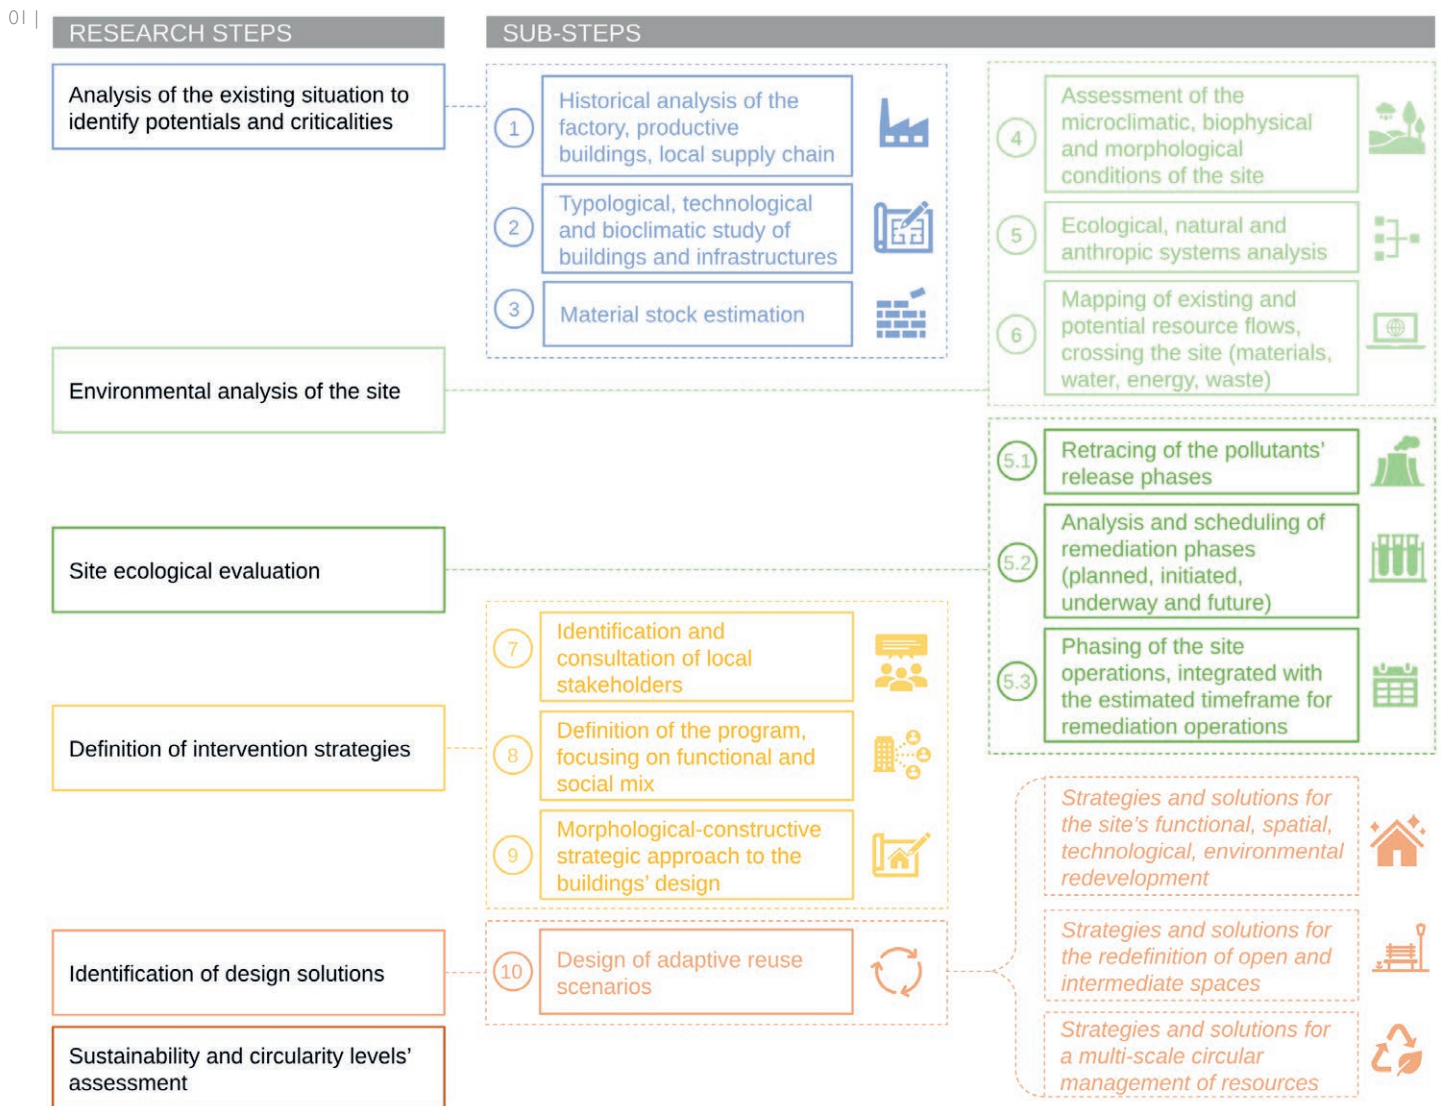 01 |
RESEARCH STEPS
SUB-STEPS
Analysis of the existing situation to
identify potentials and criticalities
1
Historical analysis of the
factory, productive
buildings, local supply chain
2
Typological, technological
and bioclimatic study of
buildings and infrastructures
3
Material stock estimation
4
Assessment of the
microclimatic, biophysical
and morphological
conditions of the site
5
Ecological, natural and
anthropic systems analysis
6
Mapping of existing and
potential resource flows,
crossing the site (materials,
water, energy, waste)
Environmental analysis of the site
5.1
Retracing of the pollutants’
release phases
5.2
Analysis and scheduling of
remediation phases
(planned, initiated,
underway and future)
5.3
Phasing of the site
operations, integrated with
the estimated timeframe for
remediation operations
Site ecological evaluation
7
Identification and
consultation of local
stakeholders
8
Definition of the program,
focusing on functional and
social mix
9
Morphological-constructive
strategic approach to the
buildings’ design
Definition of intervention strategies
Identification of design solutions
10
Design of adaptive reuse
scenarios
Strategies and solutions for
the site’s functional, spatial,
technological, environmental
redevelopment
Strategies and solutions for
the redefinition of open and
intermediate spaces
Strategies and solutions for
a multi-scale circular
management of resources
Sustainability and circularity levels’
assessment